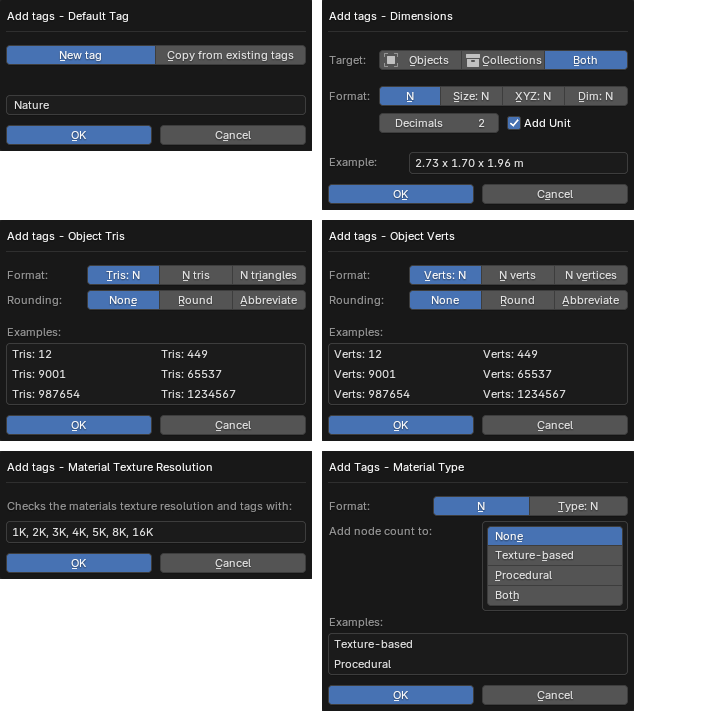 Add tags - Default Tag
New tag
Copy from existing tags
Nature
OK
Cancel
Add tags - Dimensions
Target:
Objects
Collections
Both
Format:
N
Size: N
XYZ: N
Dim: N
Decimals 2
Add Unit
Example:
2.73 x 1.70 x 1.96 m
OK
Cancel
Add tags - Object Tris
Format:
Tris: N
N tris
N triangles
Rounding:
None
Round
Abbreviate
Examples:
Tris: 12
Tris: 449
Tris: 9001
Tris: 65537
Tris: 987654
Tris: 1234567
OK
Cancel
Add tags - Object Verts
Format:
Verts: N
N verts
N vertices
Rounding:
None
Round
Abbreviate
Examples:
Verts: 12
Verts: 449
Verts: 9001
Verts: 65537
Verts: 987654
Verts: 1234567
OK
Cancel
Add tags - Material Texture Resolution
Checks the materials texture resolution and tags with:
1K, 2K, 3K, 4K, 5K, 8K, 16K
OK
Cancel
Add Tags - Material Type
Format:
N
Type: N
Add node count to:
None
Texture-based
Procedural
Both
Examples:
Texture-based
Procedural
OK
Cancel